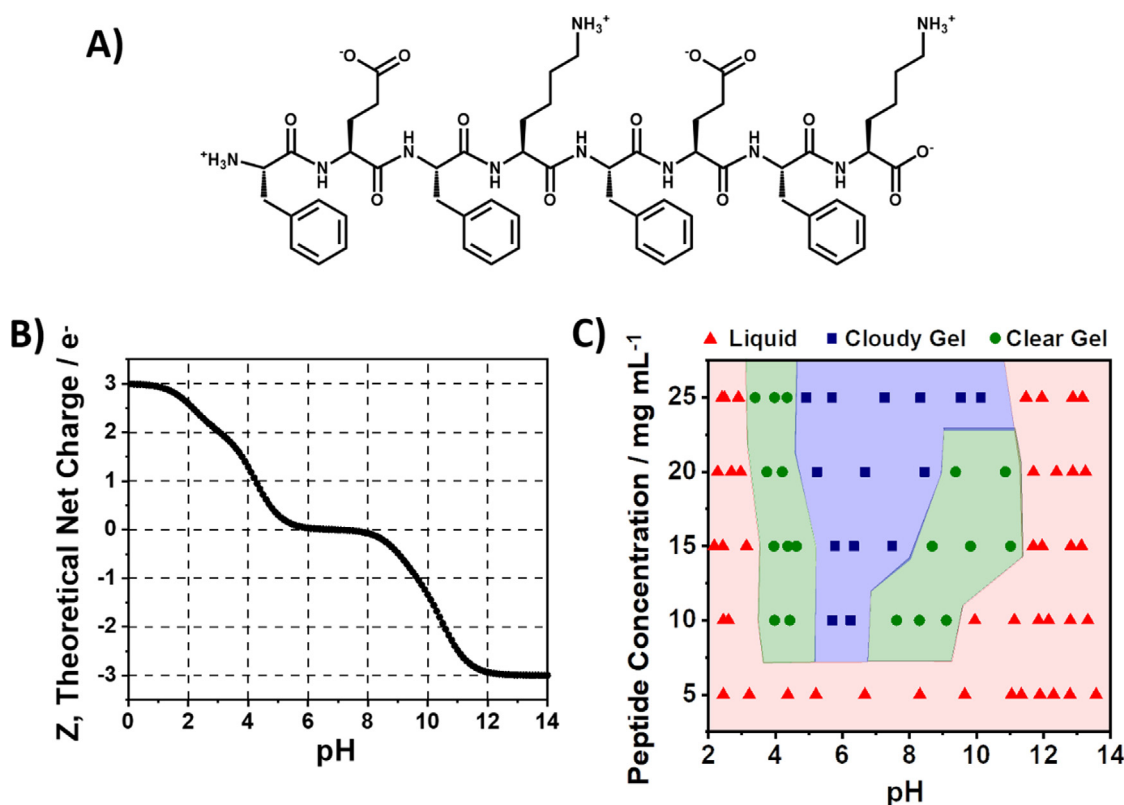 A)
NH₃⁺
NH₃⁺
⁻O
O
⁻O
O
O
H
N
O
H
N
O
H
N
O
⁺H₃N
N
H
O
N
H
O
N
H
O
N
H
O
O⁻
B)
Z, Theoretical Net Charge / e⁻
3
2
1
0
-1
-2
-3
0
2
4
6
8
10
12
14
pH
C)
Liquid
Cloudy Gel
Clear Gel
Peptide Concentration / mg mL⁻¹
25
20
15
10
5
2
4
6
8
10
12
14
pH